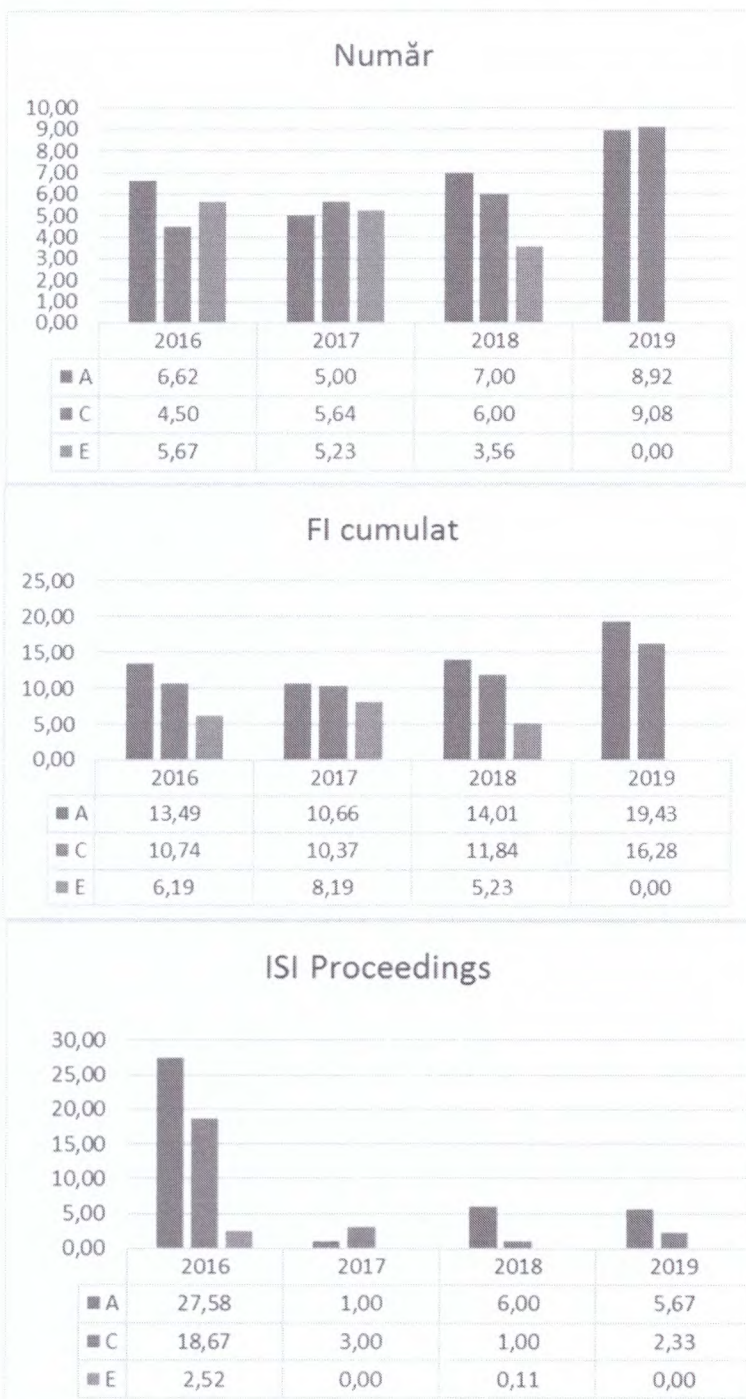 Număr
10,00
9,00
8,00
7,00
6,00
5,00
4,00
3,00
2,00
1,00
0,00
2016 2017 2018 2019
A 6,62 5,00 7,00 8,92
C 4,50 5,64 6,00 9,08
E 5,67 5,23 3,56 0,00
FI cumulat
25,00
20,00
15,00
10,00
5,00
0,00
2016 2017 2018 2019
A 13,49 10,66 14,01 19,43
C 10,74 10,37 11,84 16,28
E 6,19 8,19 5,23 0,00
ISI Proceedings
30,00
25,00
20,00
15,00
10,00
5,00
0,00
2016 2017 2018 2019
A 27,58 1,00 6,00 5,67
C 18,67 3,00 1,00 2,33
E 2,52 0,00 0,11 0,00